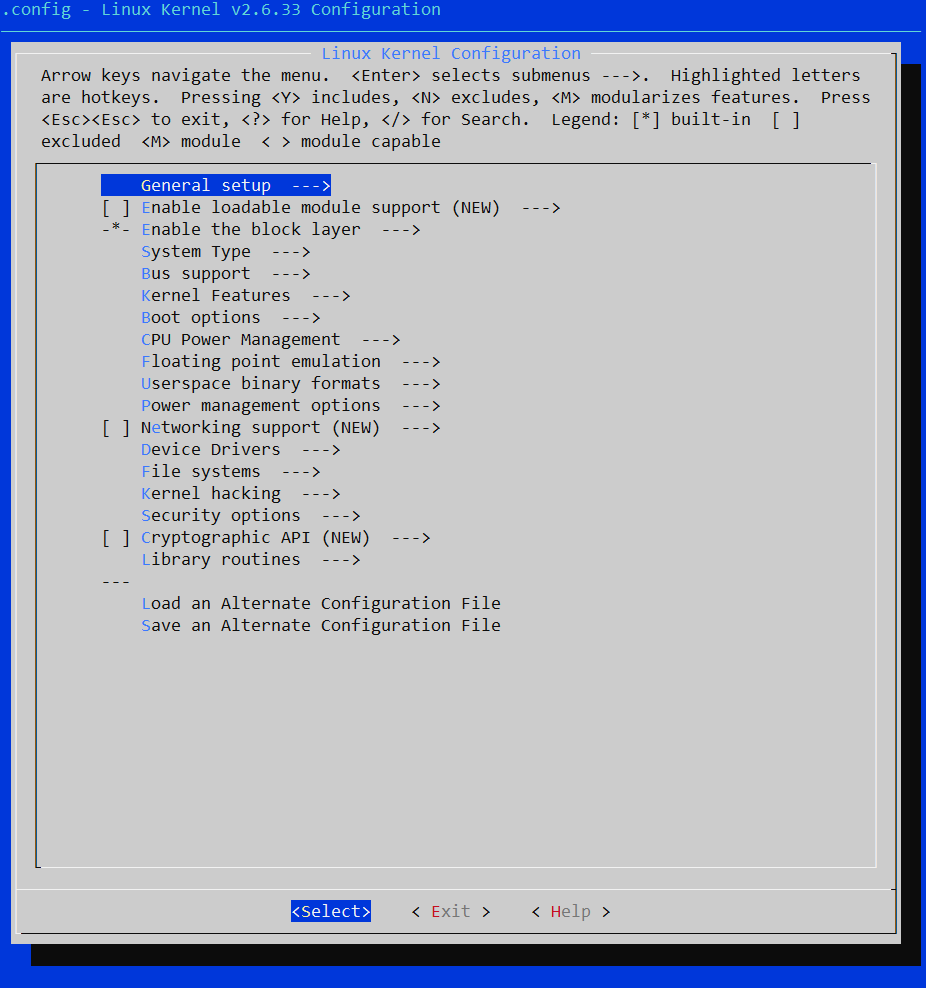 .config - Linux Kernel v2.6.33 Configuration
Linux Kernel Configuration
Arrow keys navigate the menu.  <Enter> selects submenus --->.  Highlighted letters
are hotkeys.  Pressing <Y> includes, <N> excludes, <M> modularizes features.  Press
<Esc><Esc> to exit, <?> for Help, </> for Search.  Legend: [*] built-in  [ ]
excluded  <M> module  < > module capable
General setup  --->
[ ] Enable loadable module support (NEW)  --->
-*- Enable the block layer  --->
System Type  --->
Bus support  --->
Kernel Features  --->
Boot options  --->
CPU Power Management  --->
Floating point emulation  --->
Userspace binary formats  --->
Power management options  --->
[ ] Networking support (NEW)  --->
Device Drivers  --->
File systems  --->
Kernel hacking  --->
Security options  --->
[ ] Cryptographic API (NEW)  --->
Library routines  --->
---
Load an Alternate Configuration File
Save an Alternate Configuration File
<Select>    < Exit >    < Help >